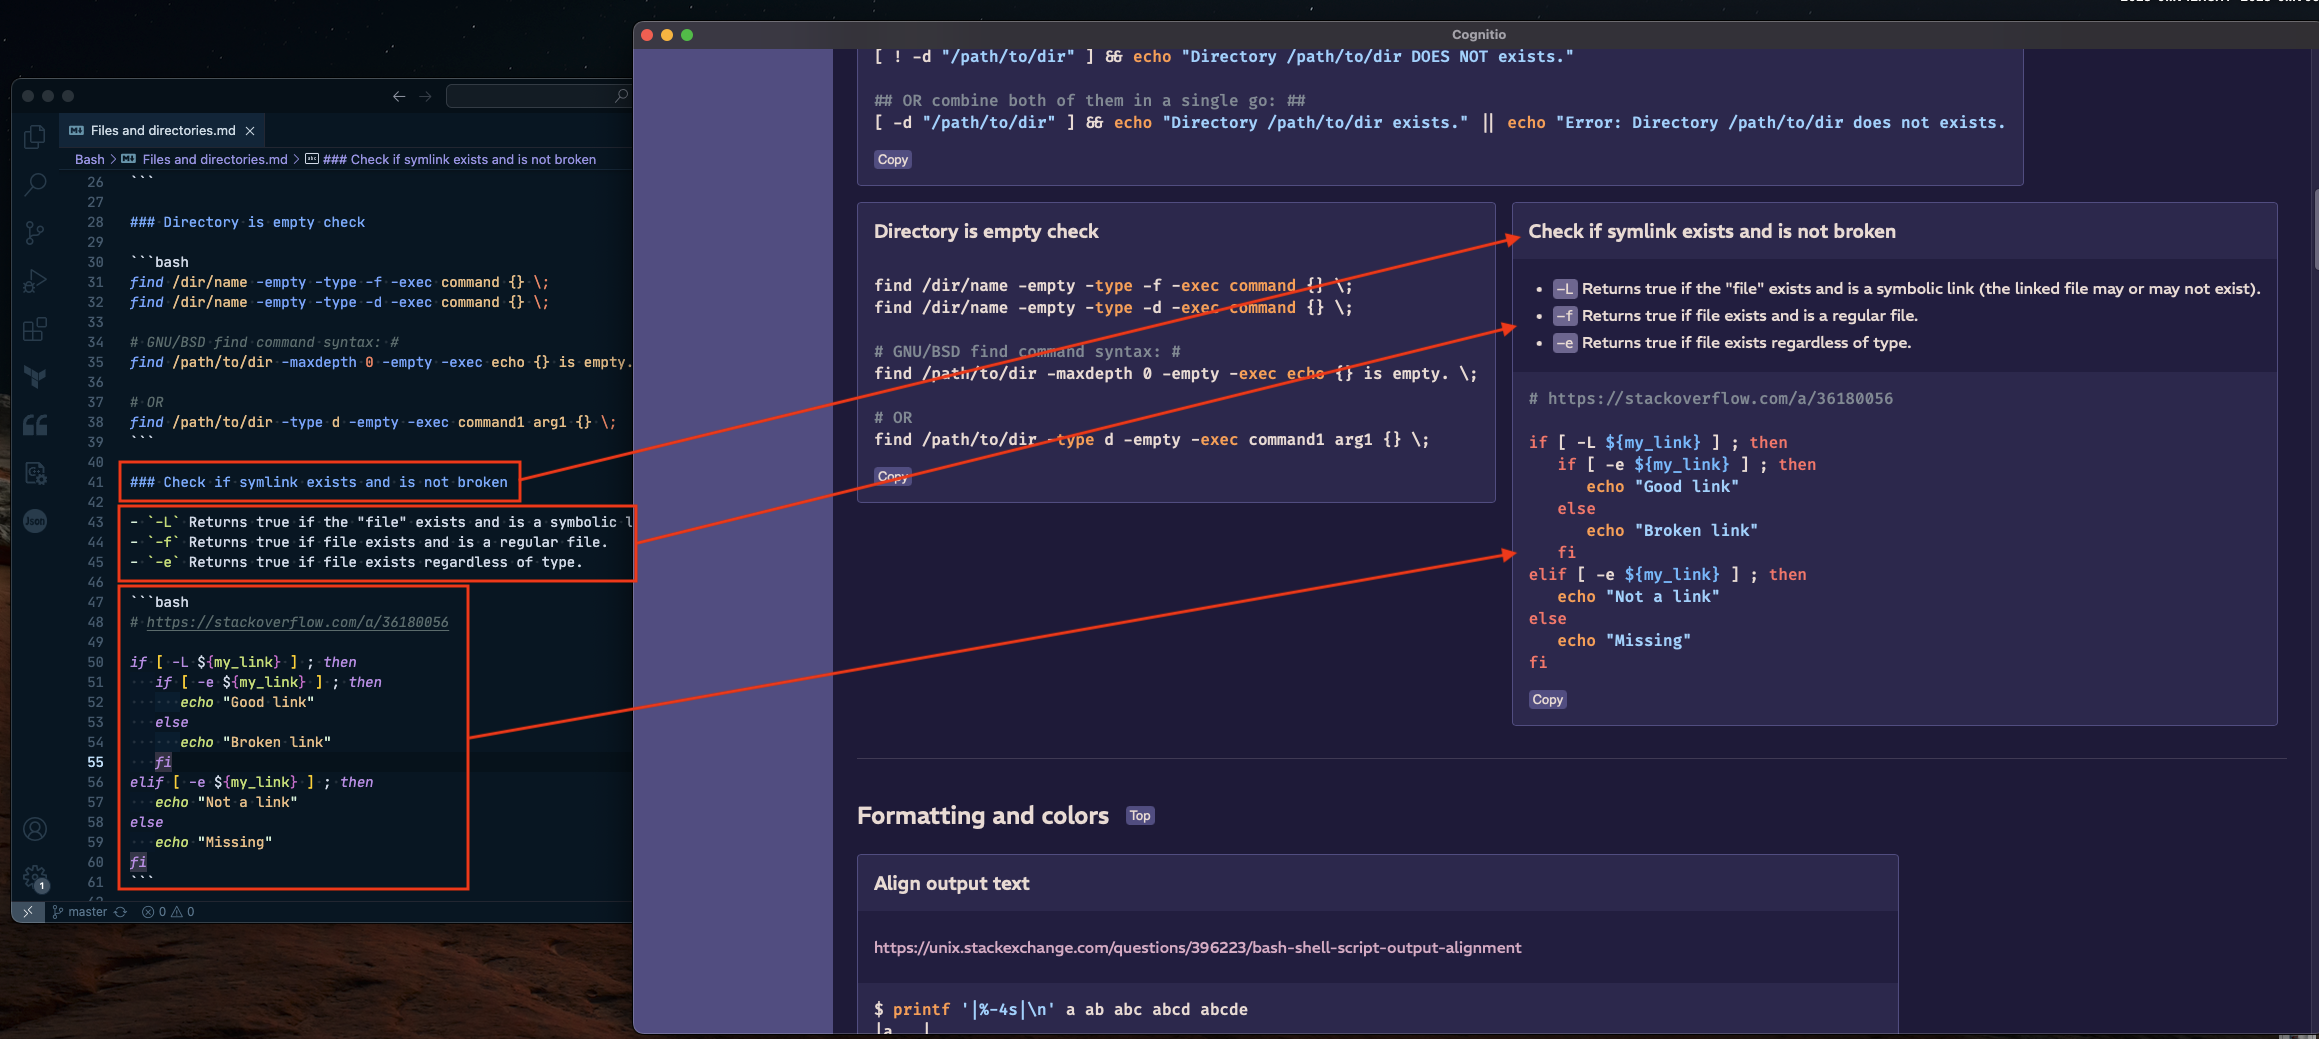 Files and directories.md
Bash > Files and directories.md > ### Check if symlink exists and is not broken
26 ```
27
28 ### Directory is empty check
29
30 ```bash
31 find /dir/name -empty -type -f -exec command {} \;
32 find /dir/name -empty -type -d -exec command {} \;
33
34 # GNU/BSD find command syntax: #
35 find /path/to/dir -maxdepth 0 -empty -exec echo {} is empty.
36
37 # OR
38 find /path/to/dir -type d -empty -exec command1 arg1 {} \;
39 ```
40
41 ### Check if symlink exists and is not broken
42
43 - `-L` Returns true if the "file" exists and is a symbolic l
44 - `-f` Returns true if file exists and is a regular file.
45 - `-e` Returns true if file exists regardless of type.
46
47 ```bash
48 # https://stackoverflow.com/a/36180056
49
50 if [ -L ${my_link} ] ; then
51    if [ -e ${my_link} ] ; then
52       echo "Good link"
53    else
54       echo "Broken link"
55    fi
56 elif [ -e ${my_link} ] ; then
57    echo "Not a link"
58 else
59    echo "Missing"
60 fi
61 ```
Json
1
master 0 0
Cognitio
[ ! -d "/path/to/dir" ] && echo "Directory /path/to/dir DOES NOT exists."
## OR combine both of them in a single go: ##
[ -d "/path/to/dir" ] && echo "Directory /path/to/dir exists." || echo "Error: Directory /path/to/dir does not exists.
Copy
Directory is empty check
find /dir/name -empty -type -f -exec command {} \;
find /dir/name -empty -type -d -exec command {} \;
# GNU/BSD find command syntax: #
find /path/to/dir -maxdepth 0 -empty -exec echo {} is empty. \;
# OR
find /path/to/dir -type d -empty -exec command1 arg1 {} \;
Copy
Check if symlink exists and is not broken
• -L Returns true if the "file" exists and is a symbolic link (the linked file may or may not exist).
• -f Returns true if file exists and is a regular file.
• -e Returns true if file exists regardless of type.
# https://stackoverflow.com/a/36180056
if [ -L ${my_link} ] ; then
   if [ -e ${my_link} ] ; then
      echo "Good link"
   else
      echo "Broken link"
   fi
elif [ -e ${my_link} ] ; then
   echo "Not a link"
else
   echo "Missing"
fi
Copy
Formatting and colors Top
Align output text
https://unix.stackexchange.com/questions/396223/bash-shell-script-output-alignment
$ printf '|%-4s|\n' a ab abc abcd abcde
|a   |